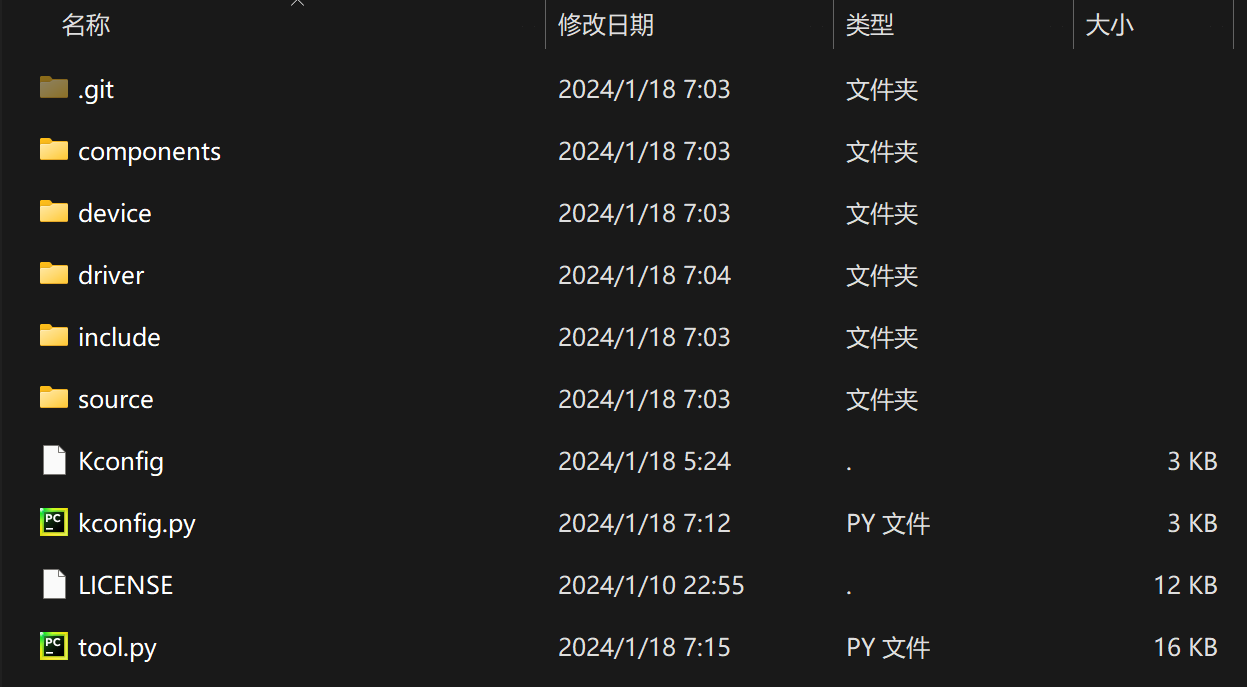 名称 修改日期 类型 大小
.git 2024/1/18 7:03 文件夹
components 2024/1/18 7:03 文件夹
device 2024/1/18 7:03 文件夹
driver 2024/1/18 7:04 文件夹
include 2024/1/18 7:03 文件夹
source 2024/1/18 7:03 文件夹
Kconfig 2024/1/18 5:24 . 3 KB
PC kconfig.py 2024/1/18 7:12 PY 文件 3 KB
LICENSE 2024/1/10 22:55 . 12 KB
PC tool.py 2024/1/18 7:15 PY 文件 16 KB